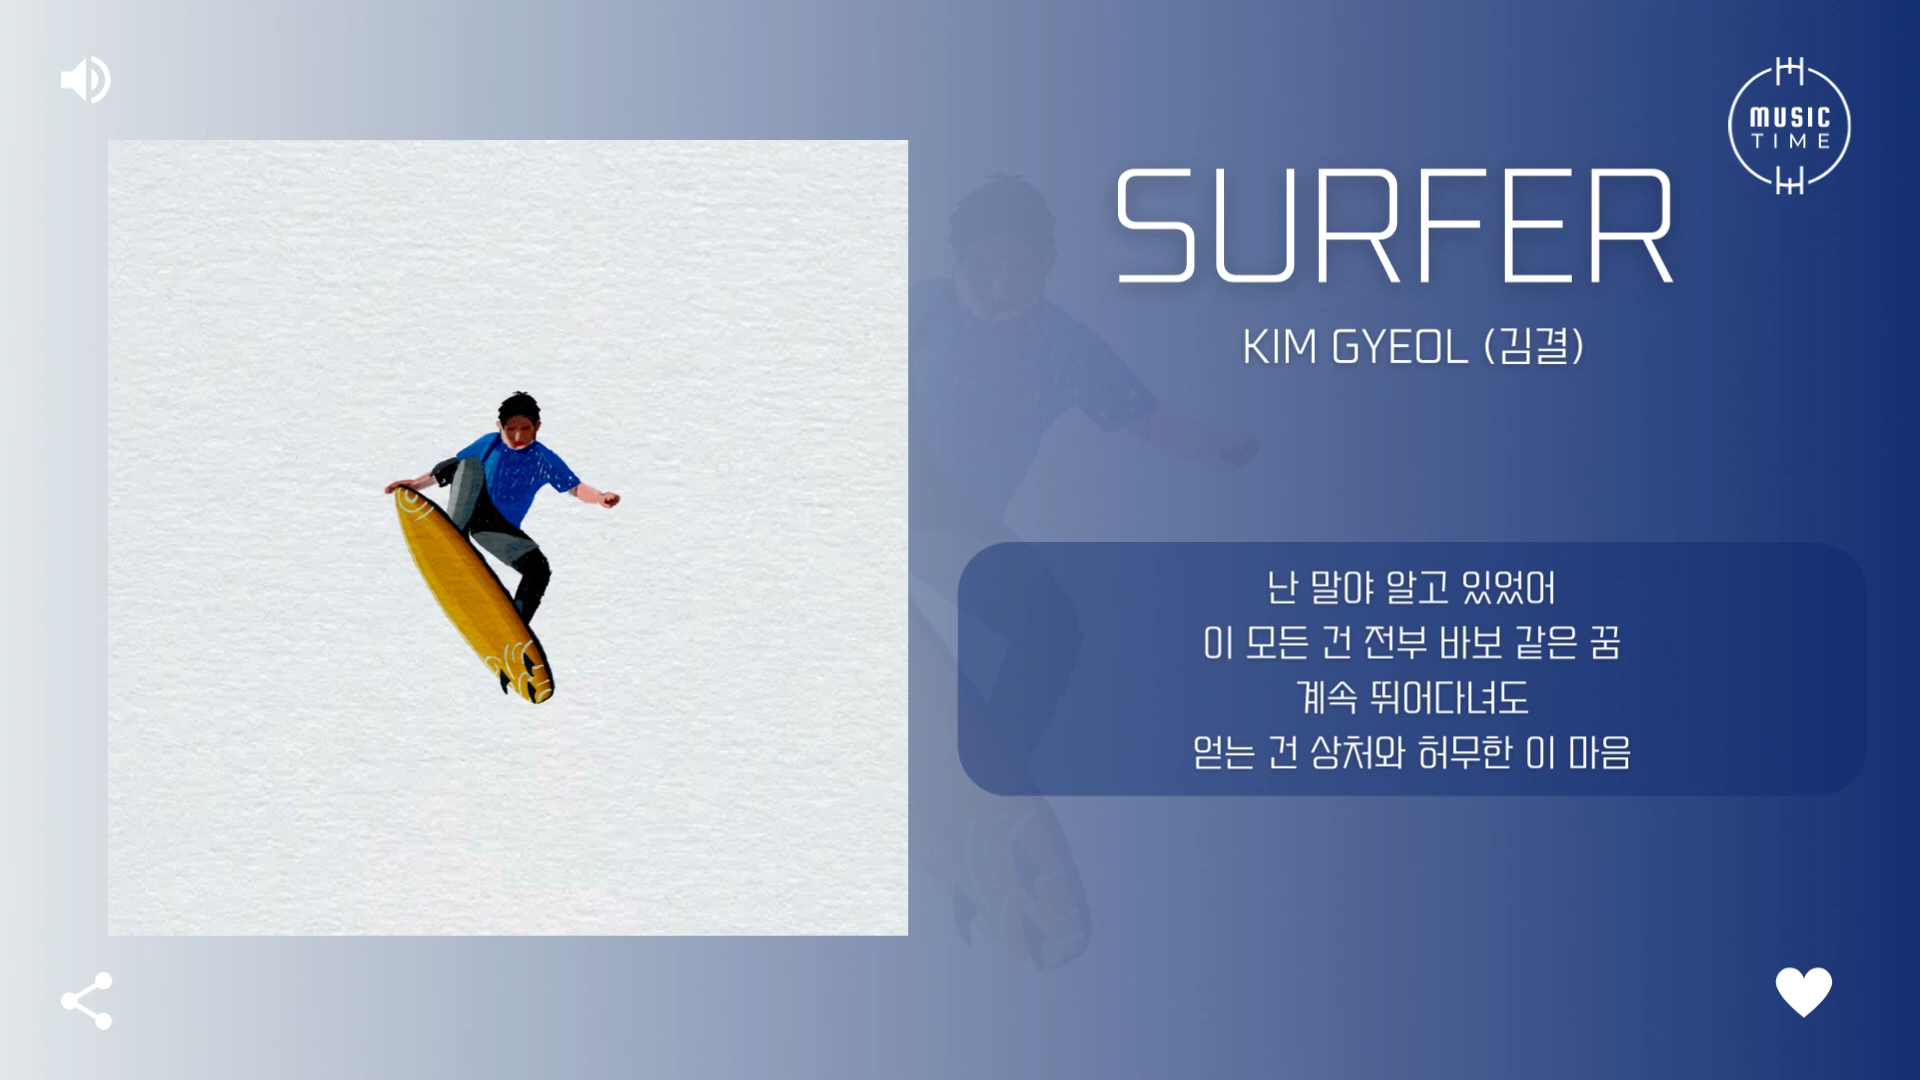 MUSIC
TIME
SURFER
KIM GYEOL (김결)
난 말야 알고 있었어
이 모든 건 전부 바보 같은 꿈
계속 뛰어다녀도
얻는 건 상처와 허무한 이 마음